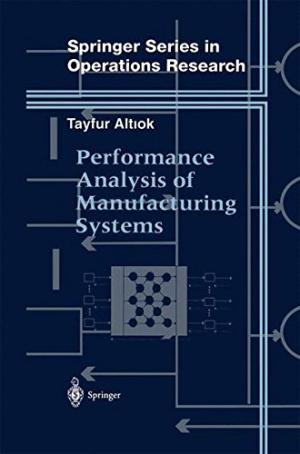 Springer Series in
Operations Research
Tayfur Altıok
Performance
Analysis of
Manufacturing
Systems
Springer